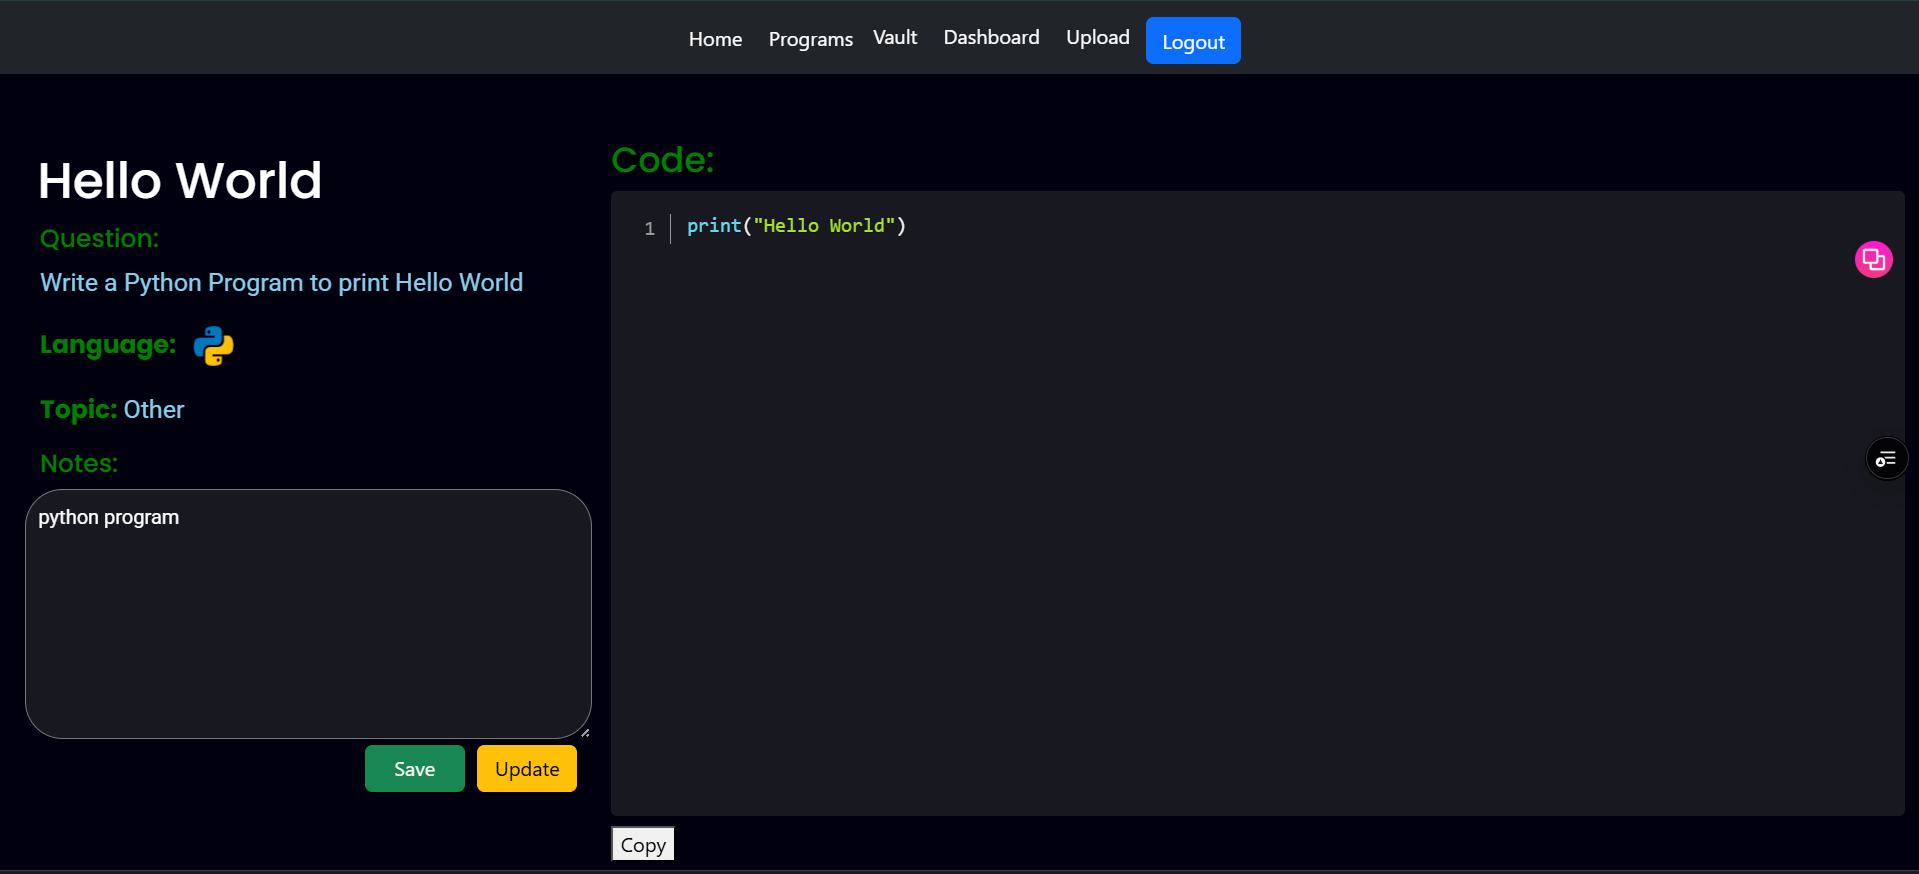 Home Programs Vault Dashboard Upload Logout
Hello World
Question:
Write a Python Program to print Hello World
Language:
Topic: Other
Notes:
python program
Save Update
Code:
1 print("Hello World")
Copy